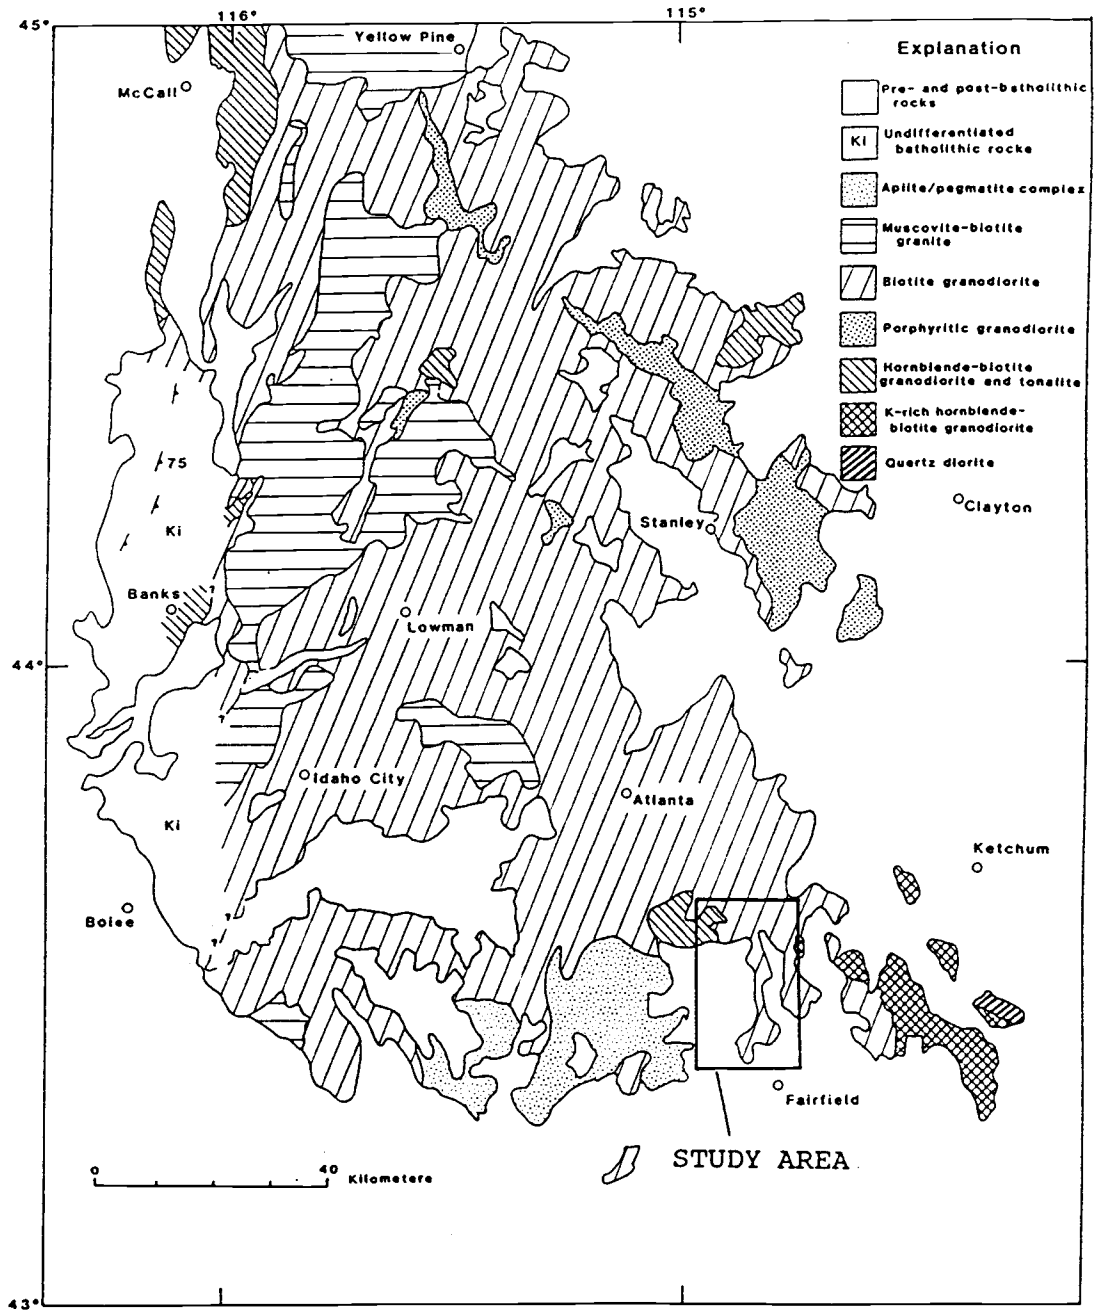 45°
116°
115°
Yellow Pine
McCall
Explanation
Pre- and post-batholithic
rocks
Ki
Undifferentiated
batholithic rocks
Aplite/pegmatite complex
Muscovite-biotite
granite
Biotite granodiorite
Porphyritic granodiorite
Hornblende-biotite
granodiorite and tonalite
K-rich hornblende-
biotite granodiorite
Quartz diorite
75
Clayton
Stanley
Ki
Banks
?
Lowman
44°
?
Idaho City
Atlanta
Ki
Ketchum
Boise
?
?
Fairfield
STUDY AREA
0
40
Kilometers
43°